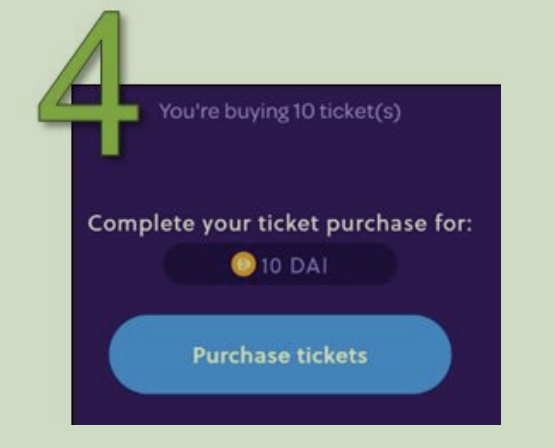 4
You're buying 10 ticket(s)
Complete your ticket purchase for:
10 DAI
Purchase tickets